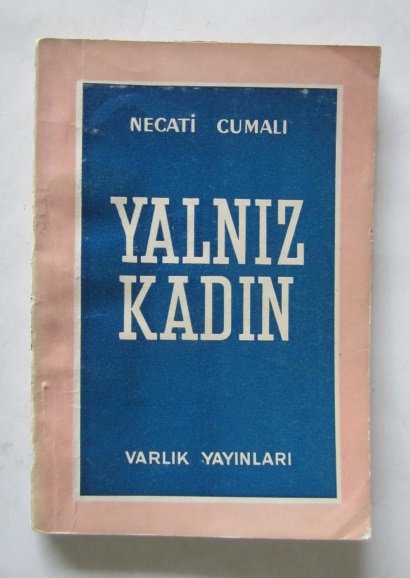 NECATİ CUMALI
YALNIZ
KADIN
VARLIK YAYINLARI